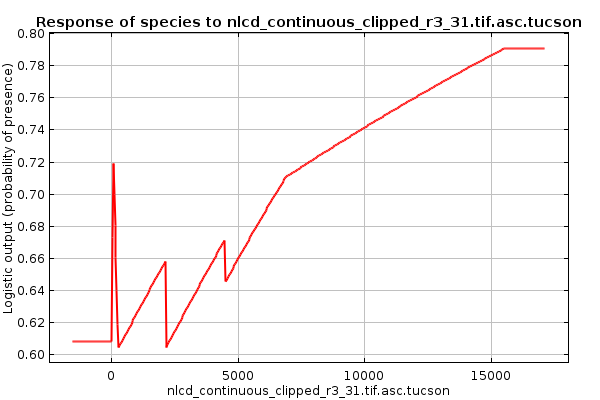 Response of species to nlcd_continuous_clipped_r3_31.tif.asc.tucson
Logistic output (probability of presence)
0.80
0.78
0.76
0.74
0.72
0.70
0.68
0.66
0.64
0.62
0.60
0 5000 10000 15000
nlcd_continuous_clipped_r3_31.tif.asc.tucson